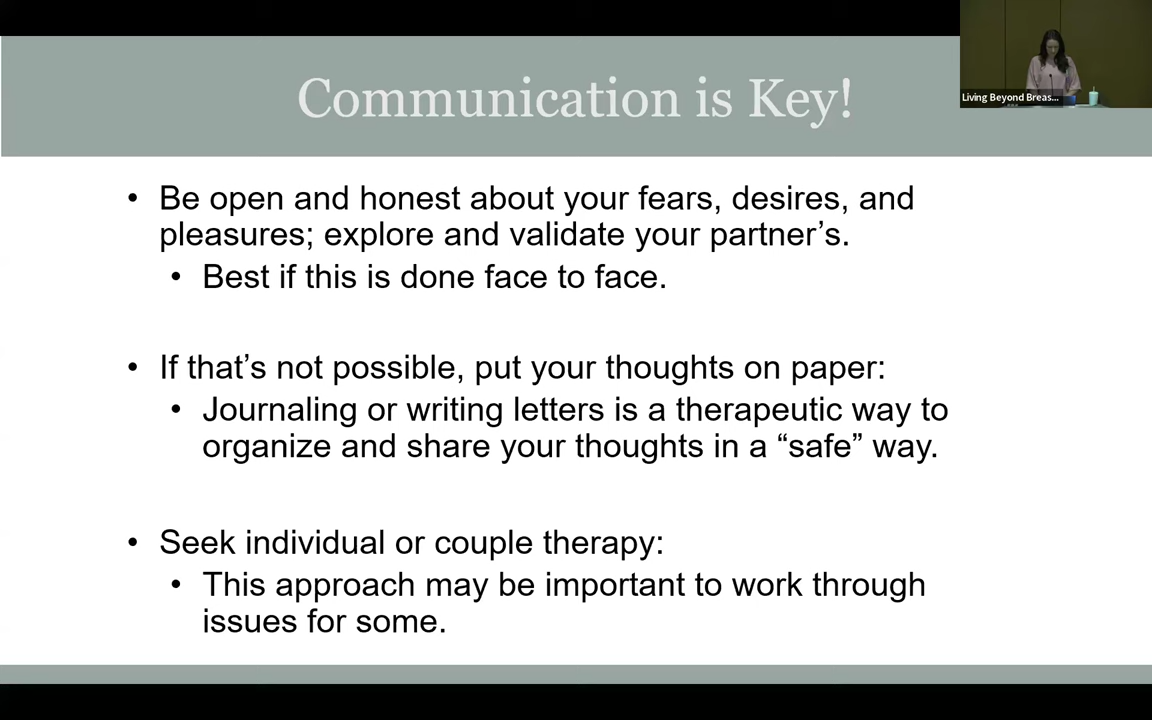 Communication is Key!
Living Beyond Breas...
• Be open and honest about your fears, desires, and
pleasures; explore and validate your partner’s.
• Best if this is done face to face.
• If that’s not possible, put your thoughts on paper:
• Journaling or writing letters is a therapeutic way to
organize and share your thoughts in a “safe” way.
• Seek individual or couple therapy:
• This approach may be important to work through
issues for some.